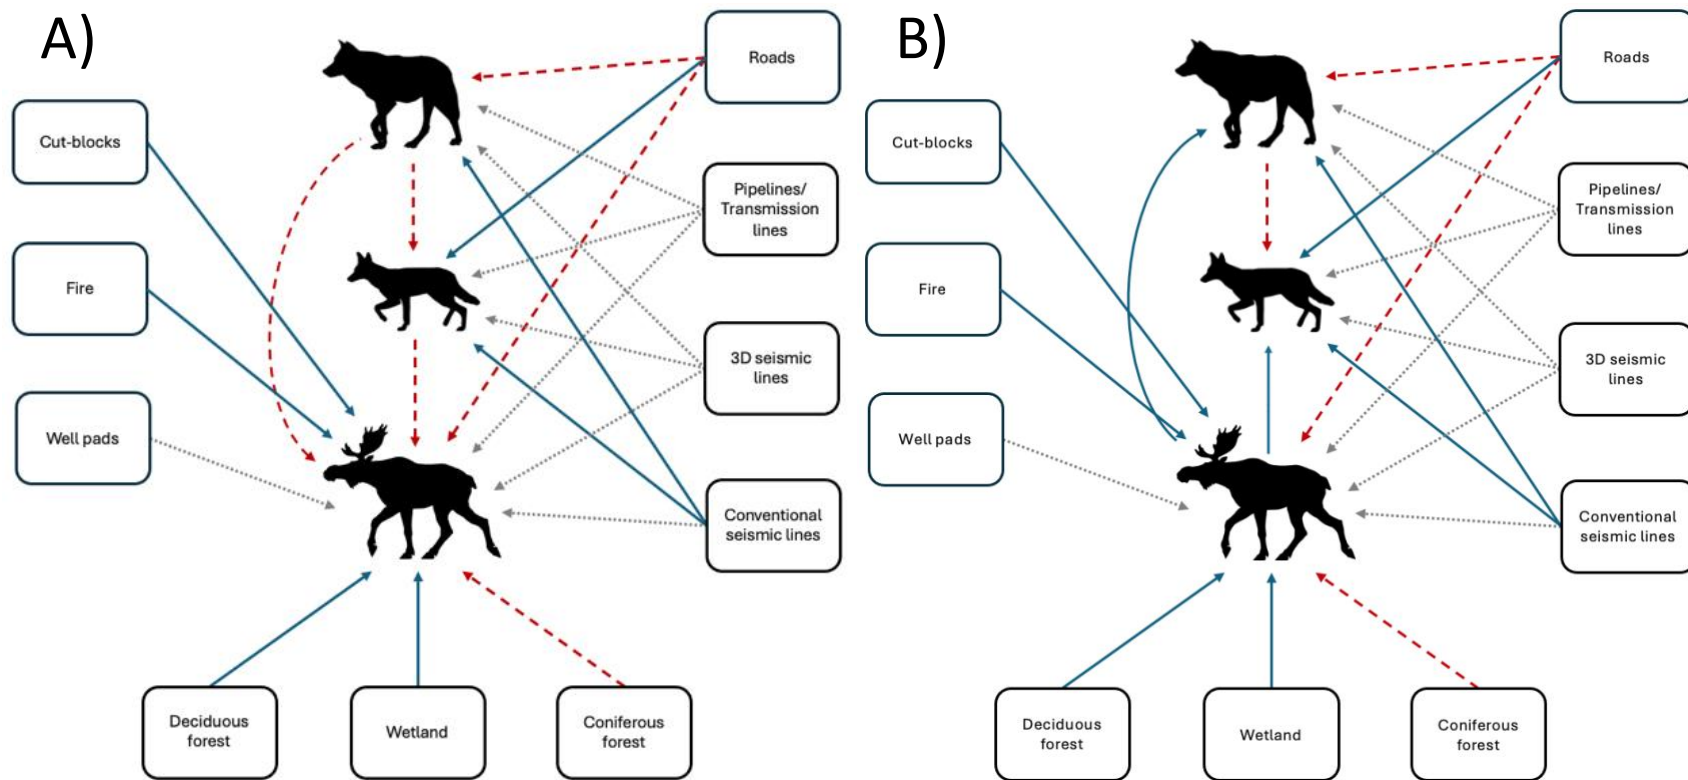 A)
Roads
Cut-blocks
Pipelines/
Transmission
lines
Fire
3D seismic
lines
Well pads
Conventional
seismic lines
Deciduous
forest
Wetland
Coniferous
forest
B)
Roads
Cut-blocks
Pipelines/
Transmission
lines
Fire
3D seismic
lines
Well pads
Conventional
seismic lines
Deciduous
forest
Wetland
Coniferous
forest